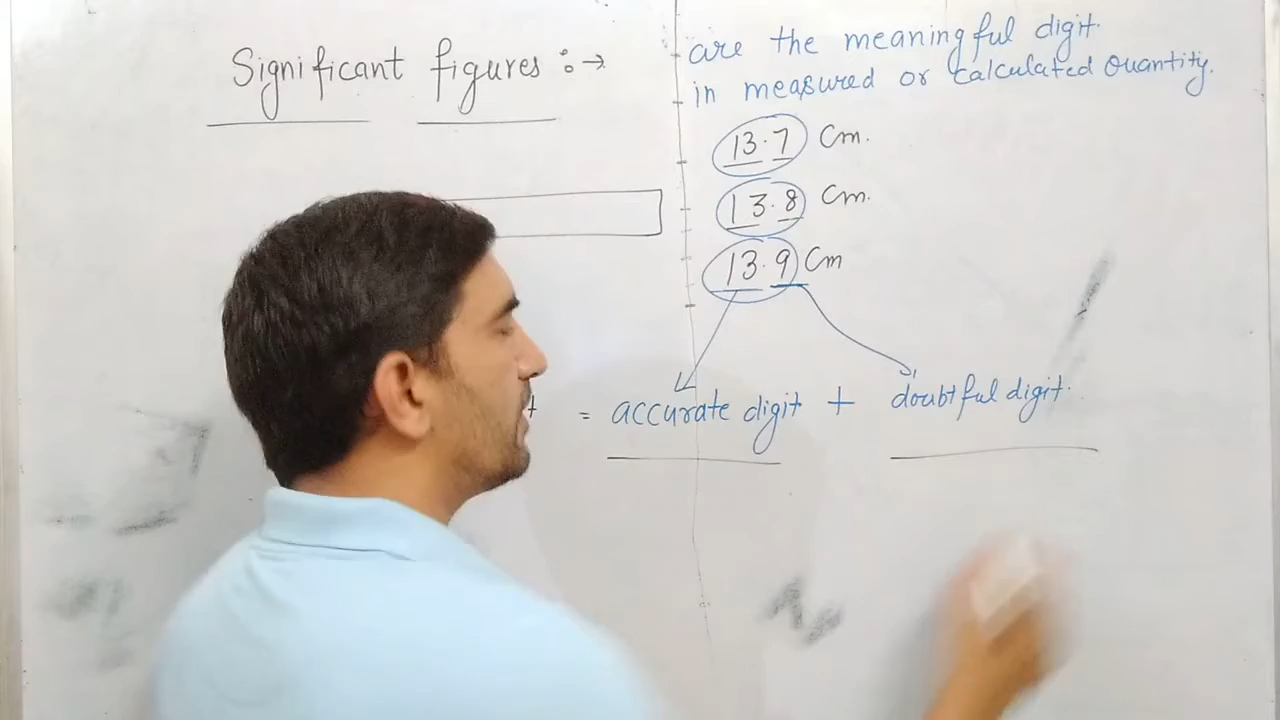 Significant figures :→
are the meaningful digit.
in measured or calculated Quantity.
13.7 Cm.
13.8 Cm.
13.9 Cm
= accurate digit + doubtful digit.